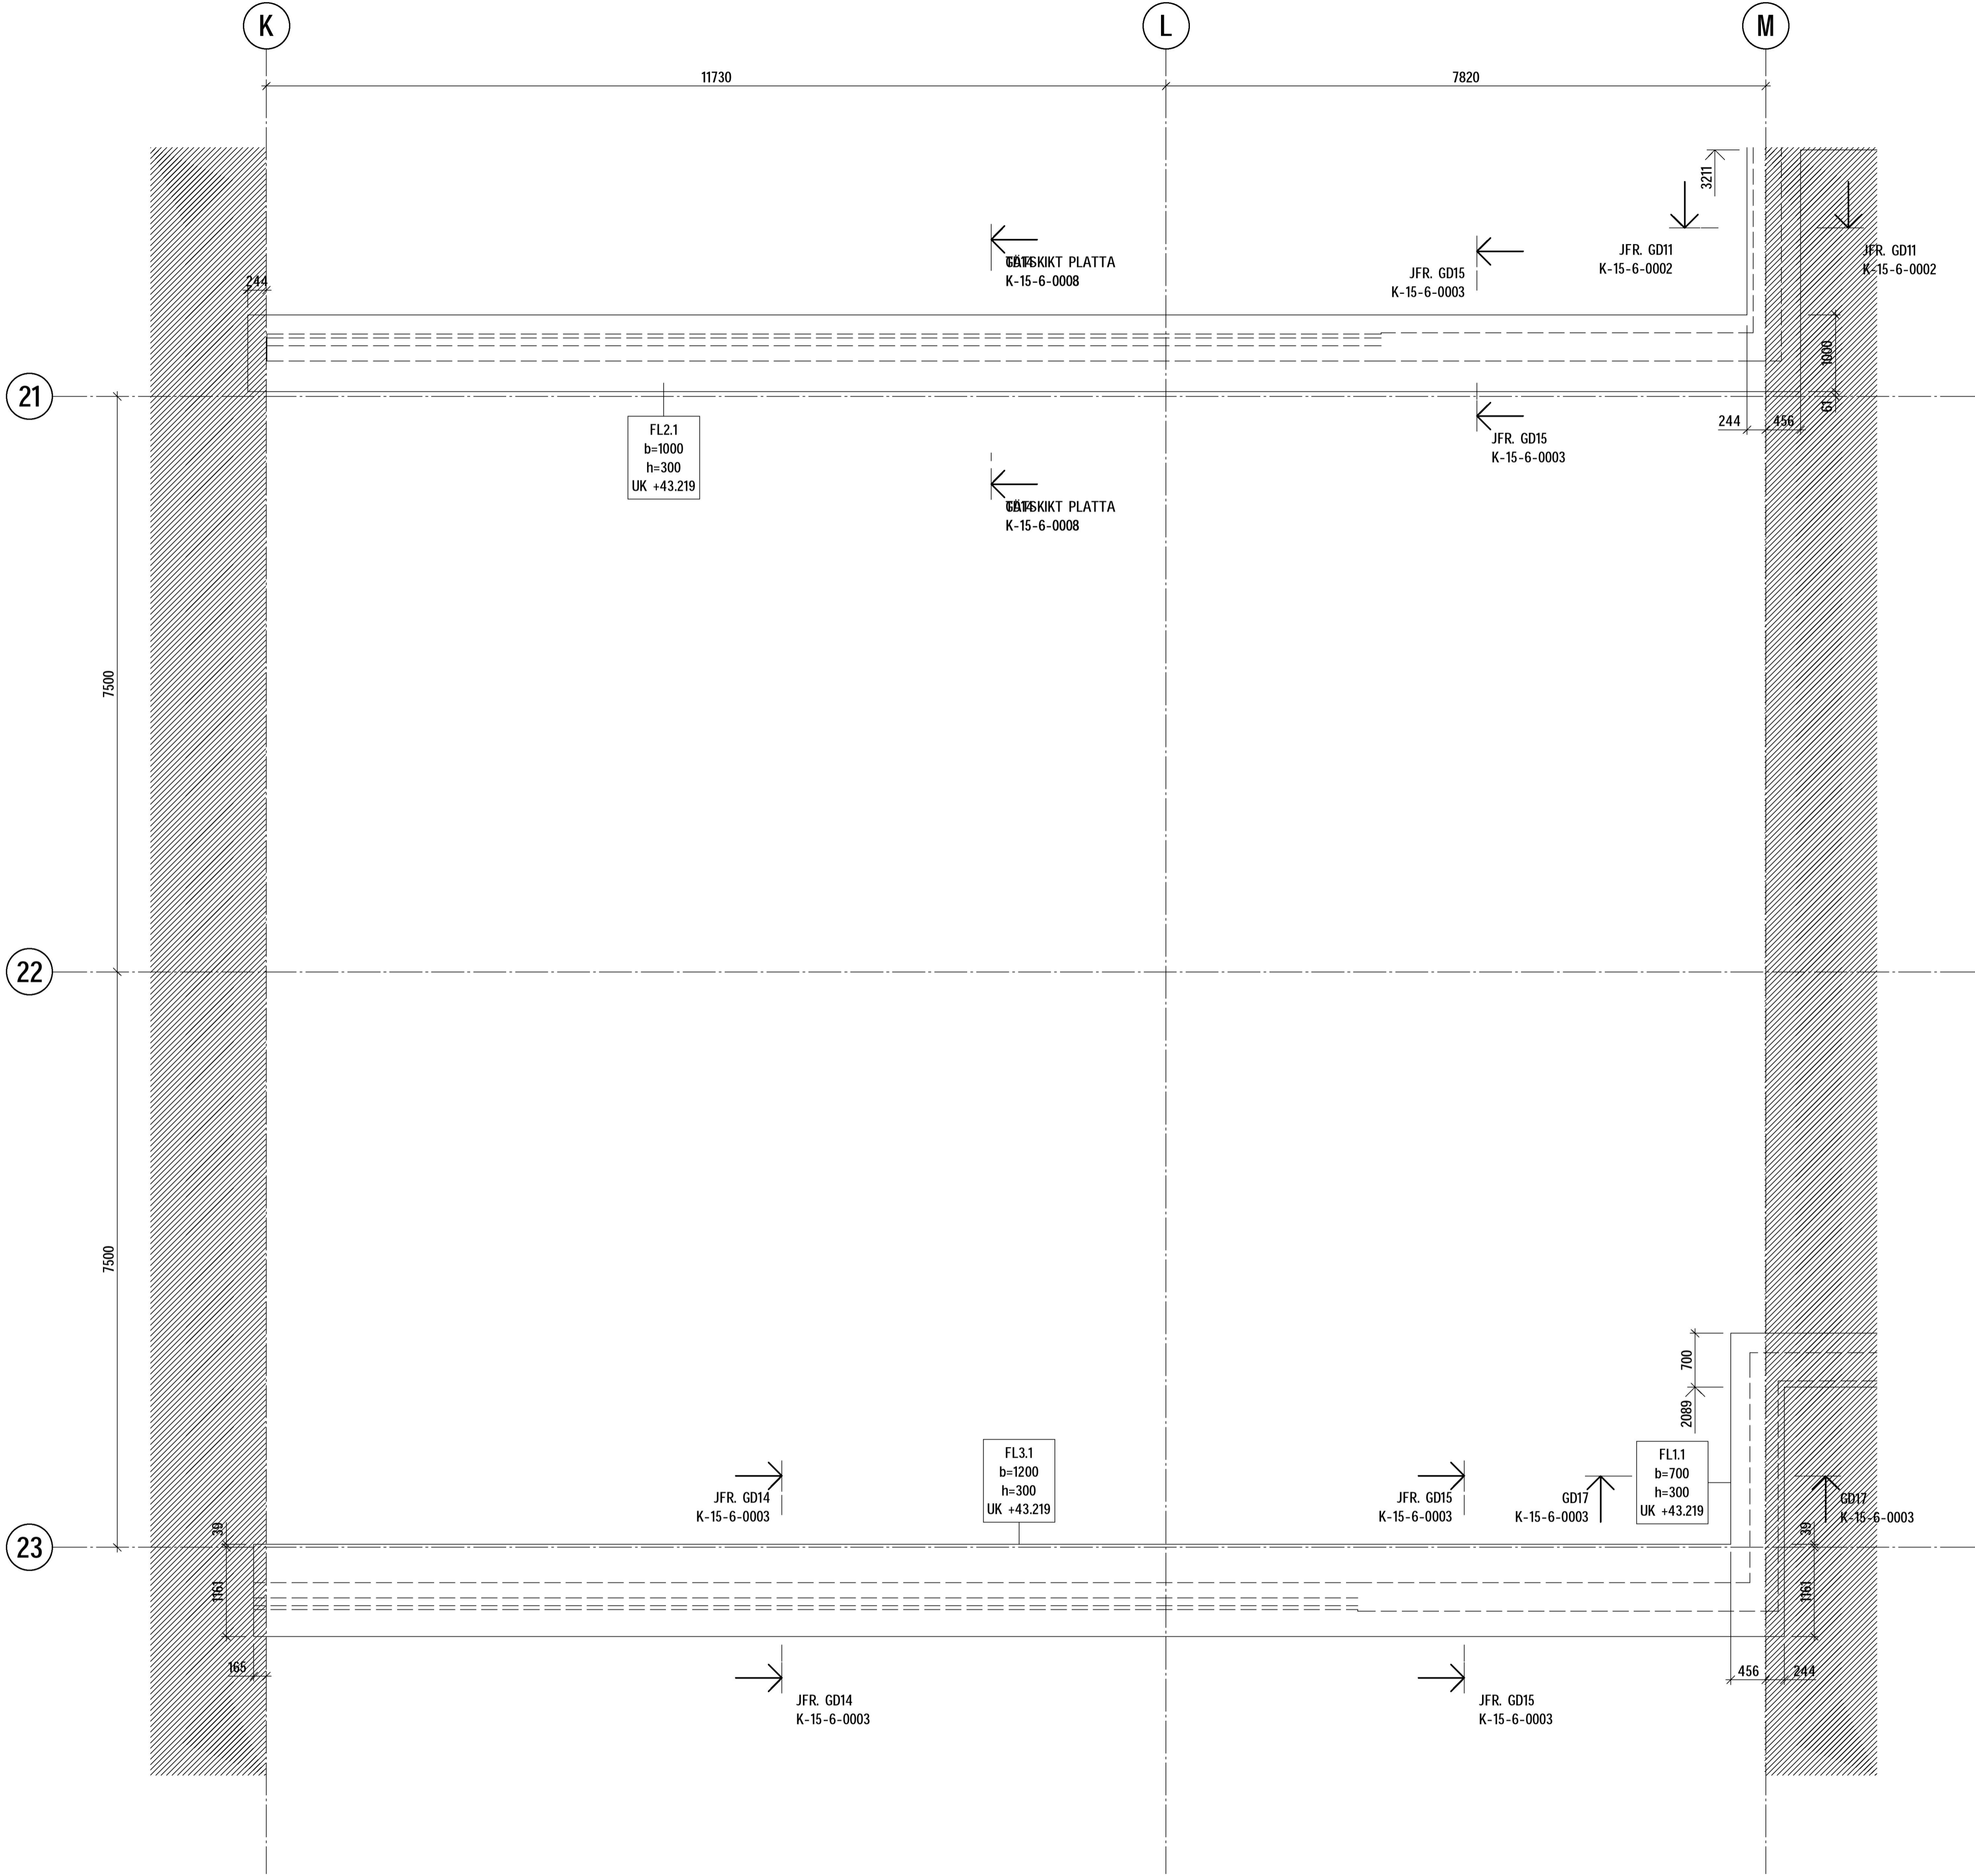 K
L
M
11730
7820
3211
JFR. GD11
K-15-6-0002
JFR. GD11
K-15-6-0002
TÄTSKIKT PLATTA
K-15-6-0008
JFR. GD15
K-15-6-0003
244
1000
21
61
244
456
FL2.1
b=1000
h=300
UK +43.219
JFR. GD15
K-15-6-0003
TÄTSKIKT PLATTA
K-15-6-0008
7500
22
7500
700
2089
FL3.1
b=1200
h=300
UK +43.219
FL1.1
b=700
h=300
UK +43.219
JFR. GD14
K-15-6-0003
JFR. GD15
K-15-6-0003
GD17
K-15-6-0003
GD17
K-15-6-0003
39
39
23
1161
1161
165
456
244
JFR. GD14
K-15-6-0003
JFR. GD15
K-15-6-0003